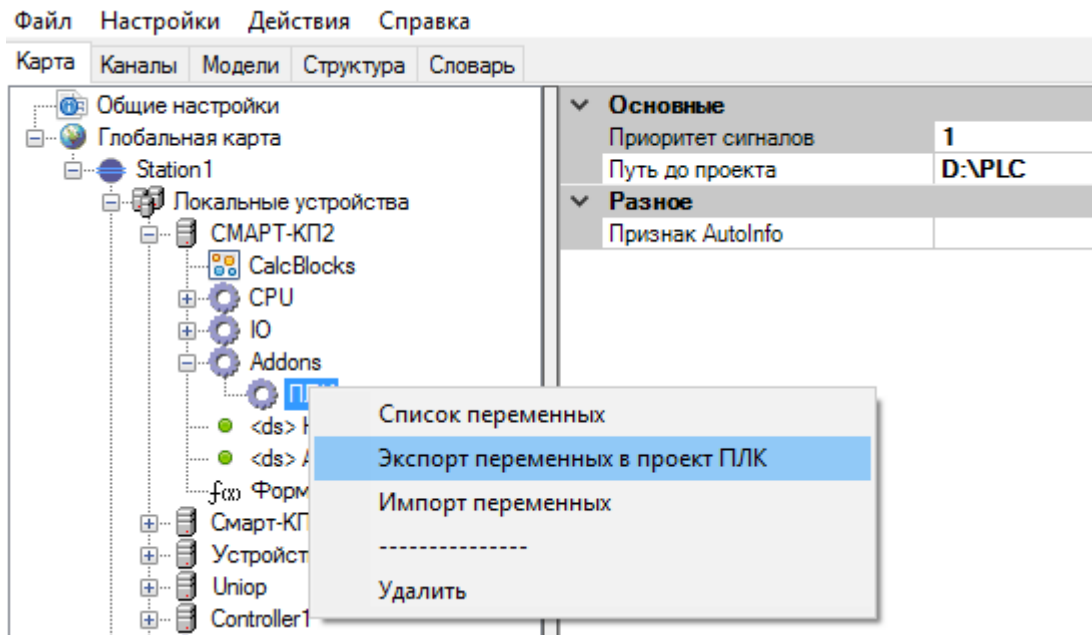 Файл Настройки Действия Справка
Карта Каналы Модели Структура Словарь
Общие настройки
Глобальная карта
Station1
Локальные устройства
СМАРТ-КП2
CalcBlocks
CPU
IO
Addons
<ds>
<ds>
f(x) Форм
Смарт-КП
Устройст
Uniop
Controller1
Основные
Приоритет сигналов 1
Путь до проекта D:\PLC
Разное
Признак AutoInfo
Список переменных
Экспорт переменных в проект ПЛК
Импорт переменных
---------------
Удалить